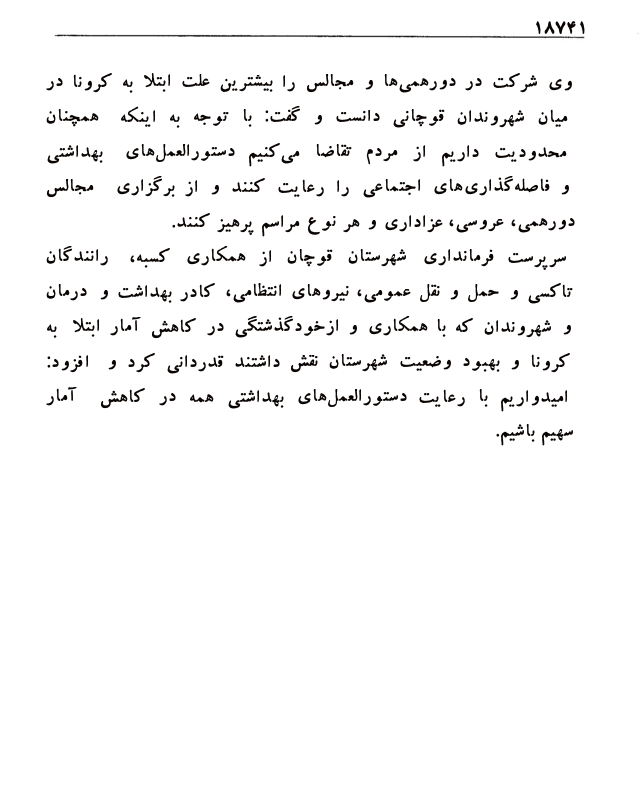 ۱۸۷۴۱
وی شرکت در دورهمی‌ها و مجالس را بیشترین علت ابتلا به کرونا در
میان شهروندان قوچانی دانست و گفت: با توجه به اینکه همچنان
محدودیت داریم از مردم تقاضا می‌کنیم دستورالعمل‌های بهداشتی
و فاصله‌گذاری‌های اجتماعی را رعایت کنند و از برگزاری مجالس
دورهمی، عروسی، عزاداری و هر نوع مراسم پرهیز کنند.
سرپرست فرمانداری شهرستان قوچان از همکاری کسبه، رانندگان
تاکسی و حمل و نقل عمومی، نیروهای انتظامی، کادر بهداشت و درمان
و شهروندان که با همکاری و ازخودگذشتگی در کاهش آمار ابتلا به
کرونا و بهبود وضعیت شهرستان نقش داشتند قدردانی کرد و افزود:
امیدواریم با رعایت دستورالعمل‌های بهداشتی همه در کاهش آمار
سهیم باشیم.